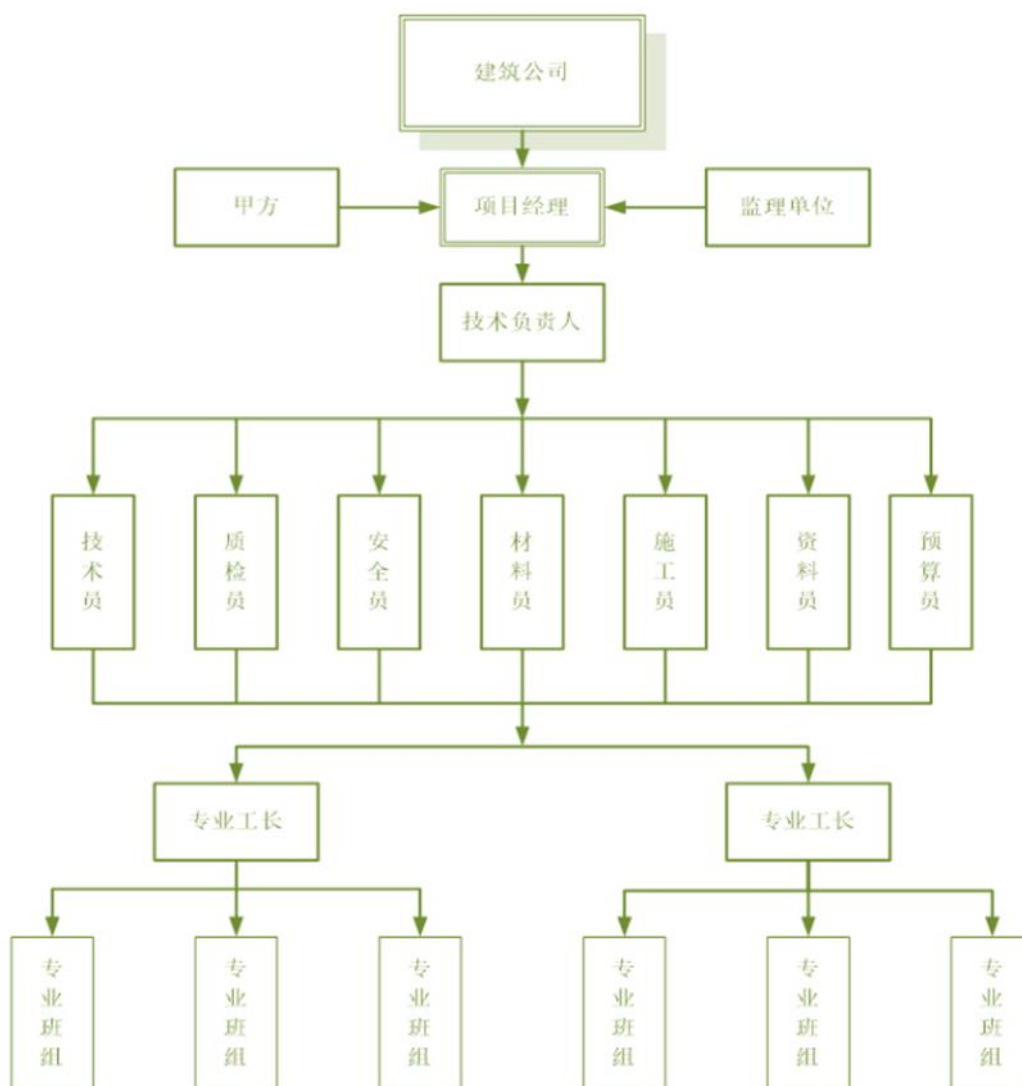 建筑公司
甲方
项目经理
监理单位
技术负责人
技术员
质检员
安全员
材料员
施工员
资料员
预算员
专业工长
专业工长
专业班组
专业班组
专业班组
专业班组
专业班组
专业班组